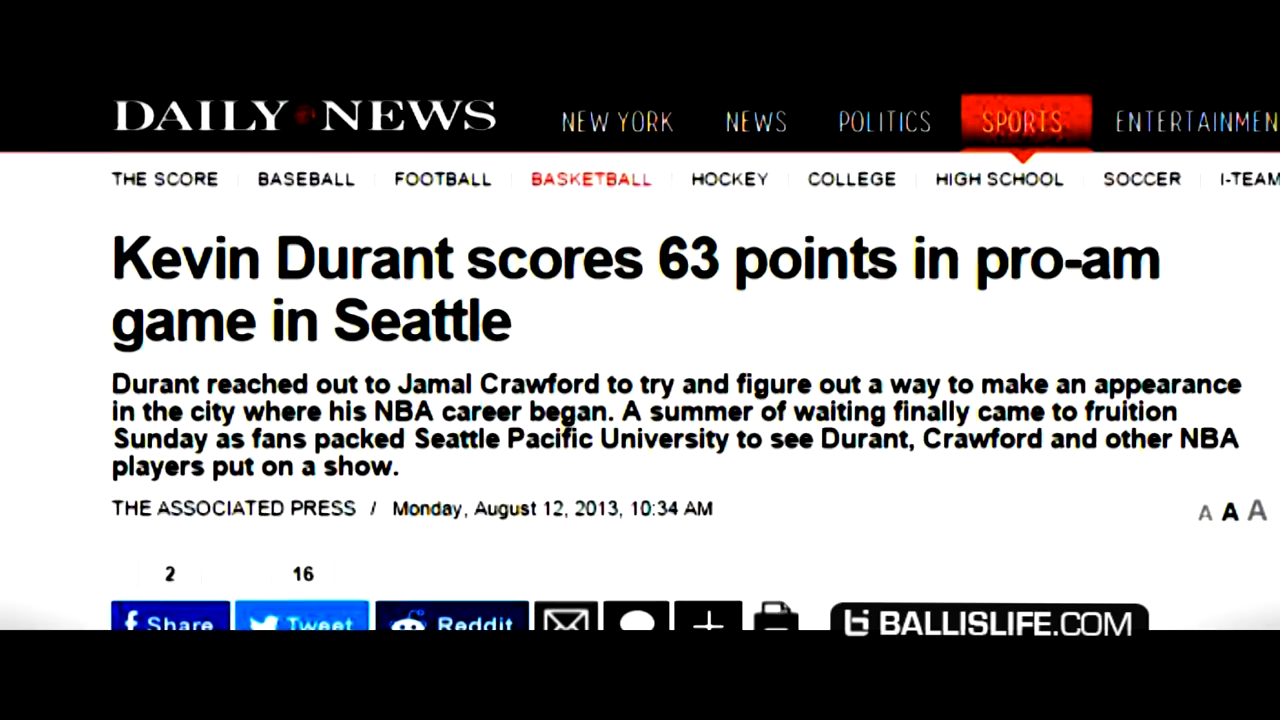 DAILY NEWS NEW YORK NEWS POLITICS SPORTS ENTERTAINMEN
THE SCORE BASEBALL FOOTBALL BASKETBALL HOCKEY COLLEGE HIGH SCHOOL SOCCER I-TEAM
Kevin Durant scores 63 points in pro-am
game in Seattle
Durant reached out to Jamal Crawford to try and figure out a way to make an appearance
in the city where his NBA career began. A summer of waiting finally came to fruition
Sunday as fans packed Seattle Pacific University to see Durant, Crawford and other NBA
players put on a show.
THE ASSOCIATED PRESS / Monday, August 12, 2013, 10:34 AM A A A
2 16
f Share Tweet Reddit BALLISLIFE.COM